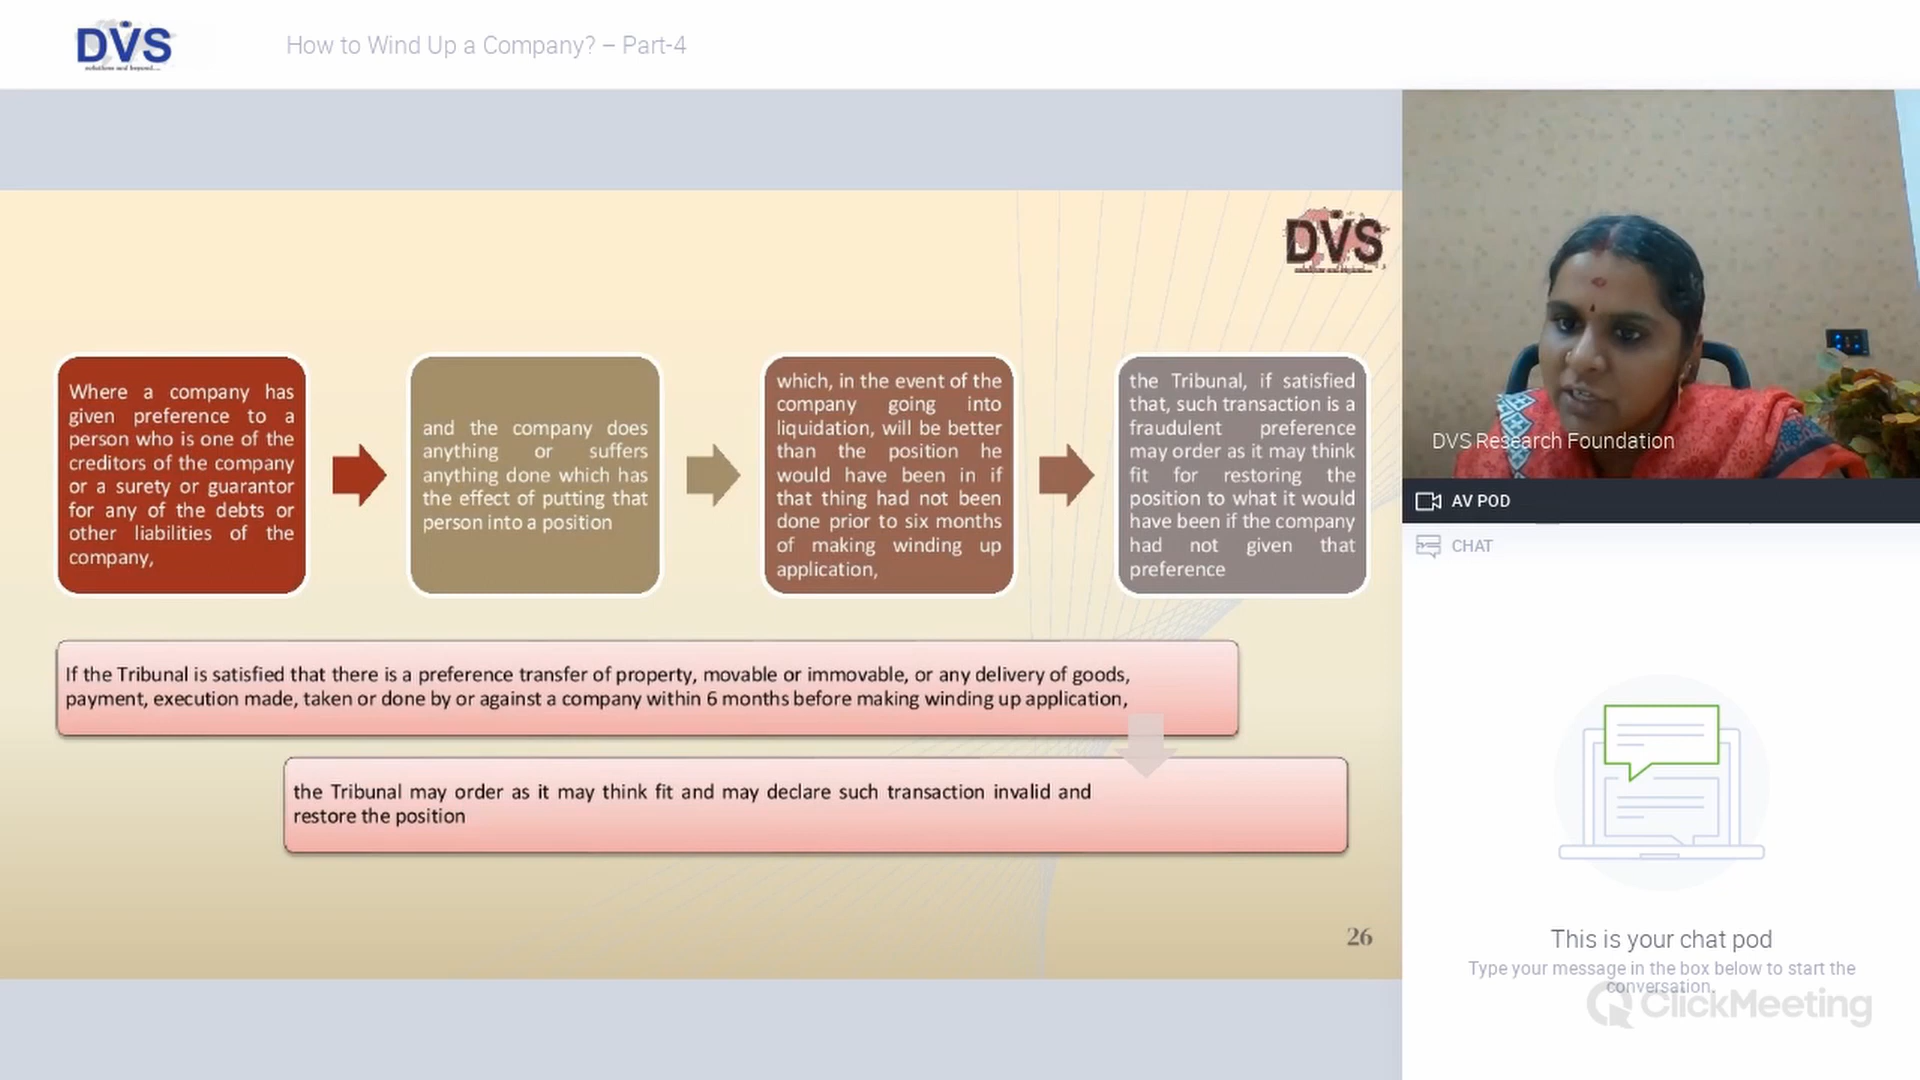 DVS
solutions and beyond...
How to Wind Up a Company? – Part-4
DVS
solutions and beyond...
Where a company has
given preference to a
person who is one of the
creditors of the company
or a surety or guarantor
for any of the debts or
other liabilities of the
company,
and the company does
anything or suffers
anything done which has
the effect of putting that
person into a position
which, in the event of the
company going into
liquidation, will be better
than the position he
would have been in if
that thing had not been
done prior to six months
of making winding up
application,
the Tribunal, if satisfied
that, such transaction is a
fraudulent preference
may order as it may think
fit for restoring the
position to what it would
have been if the company
had not given that
preference
If the Tribunal is satisfied that there is a preference transfer of property, movable or immovable, or any delivery of goods,
payment, execution made, taken or done by or against a company within 6 months before making winding up application,
the Tribunal may order as it may think fit and may declare such transaction invalid and
restore the position
26
DVS Research Foundation
AV POD
CHAT
This is your chat pod
Type your message in the box below to start the
conversation.
ClickMeeting